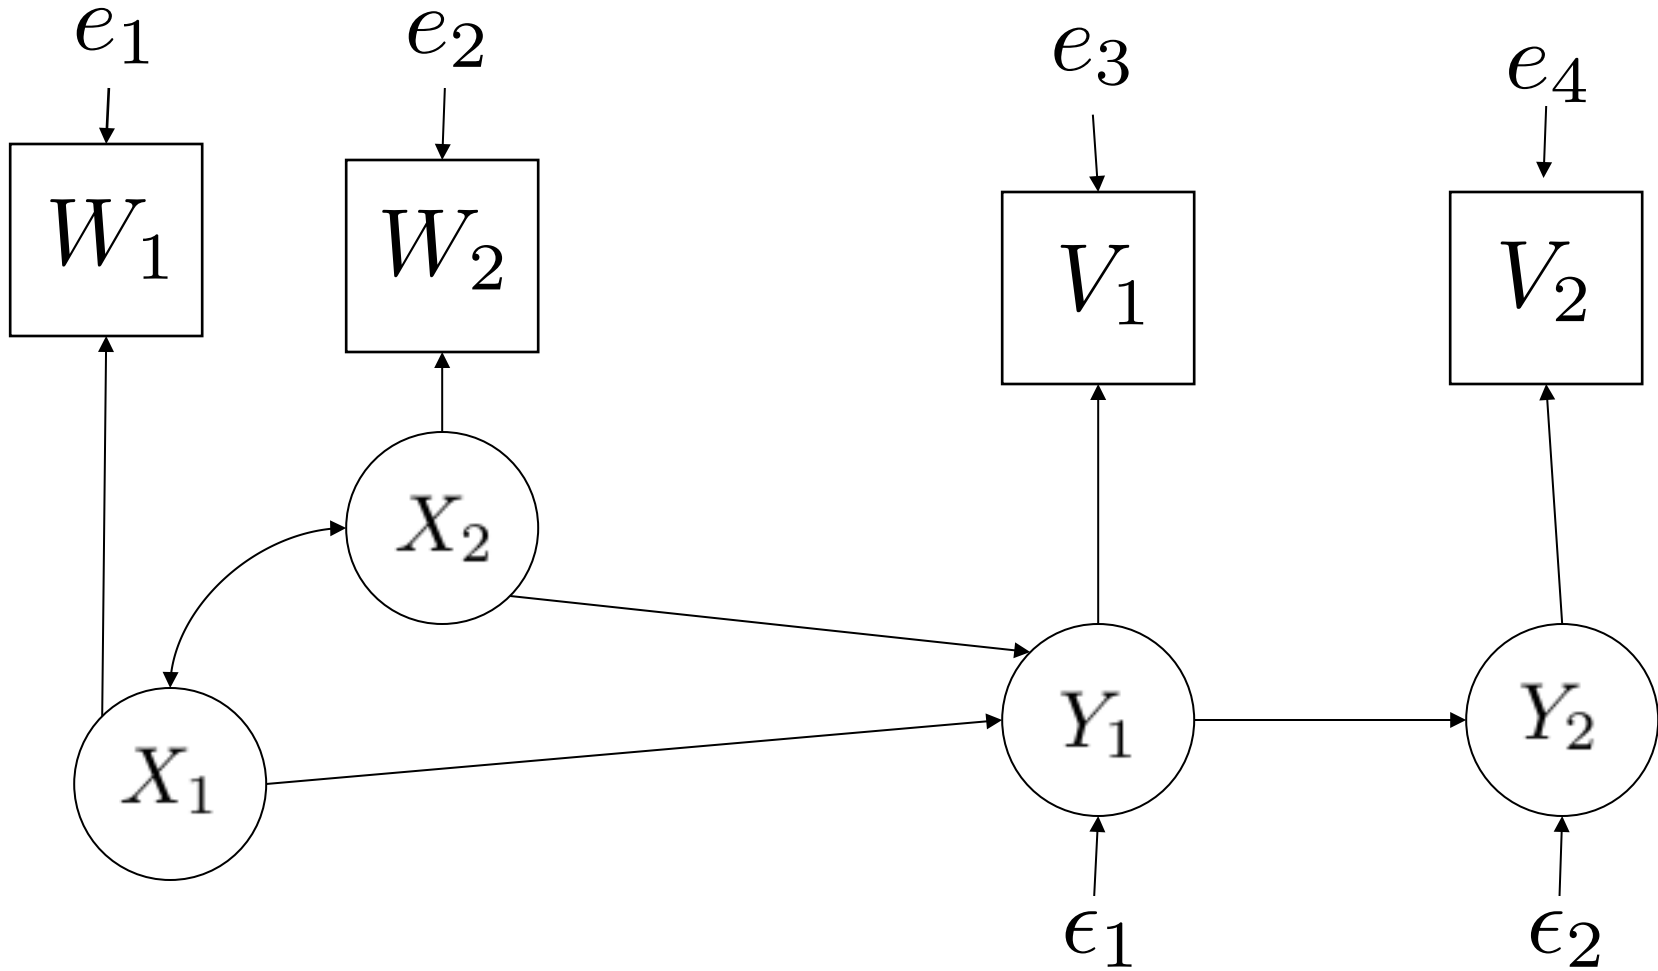 e₁ e₂ e₃ e₄
W₁ W₂ V₁ V₂
X₂
X₁ Y₁ Y₂
ϵ₁ ϵ₂